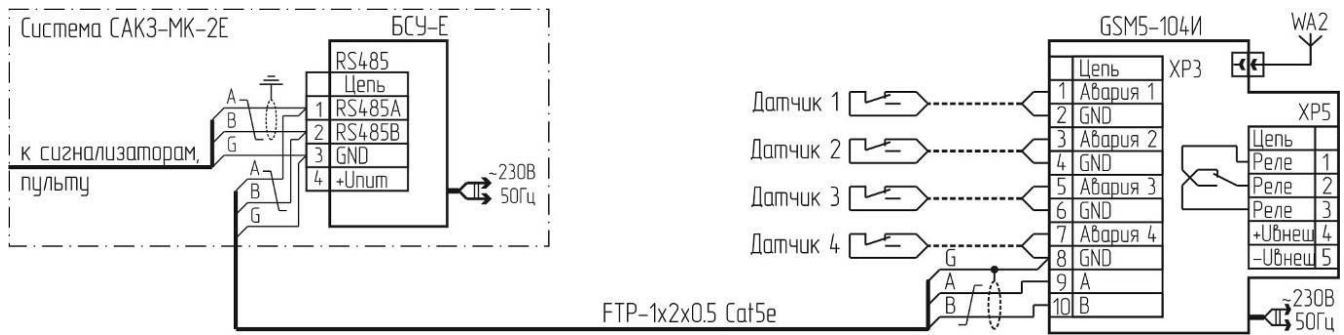 Система САКЗ-МК-2Е
БСУ-Е
RS485
Цепь
1 RS485A
2 RS485B
3 GND
4 +Uпит
A
B
G
A
B
G
к сигнализаторам,
пульту
~230В
50Гц
FTP-1x2x0.5 Cat5e
Датчик 1
Датчик 2
Датчик 3
Датчик 4
G
A
B
GSM5-104И
XP3
Цепь
1 Авария 1
2 GND
3 Авария 2
4 GND
5 Авария 3
6 GND
7 Авария 4
8 GND
9 A
10 B
WA2
XP5
Цепь
Реле 1
Реле 2
Реле 3
+Uвнеш 4
-Uвнеш 5
~230В
50Гц